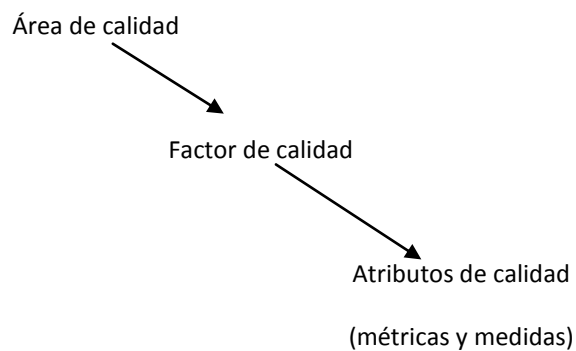 Área de calidad
Factor de calidad
Atributos de calidad
(métricas y medidas)